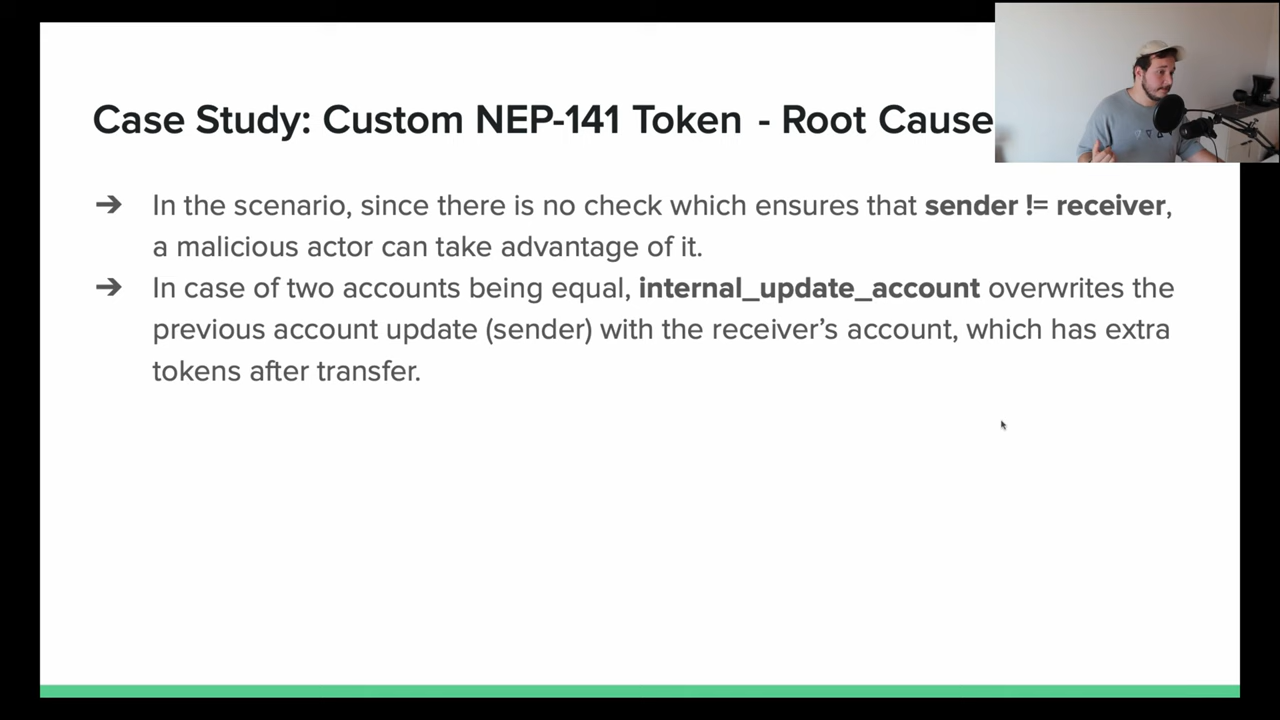 Case Study: Custom NEP-141 Token - Root Cause
➔ In the scenario, since there is no check which ensures that sender != receiver,
a malicious actor can take advantage of it.
➔ In case of two accounts being equal, internal_update_account overwrites the
previous account update (sender) with the receiver’s account, which has extra
tokens after transfer.